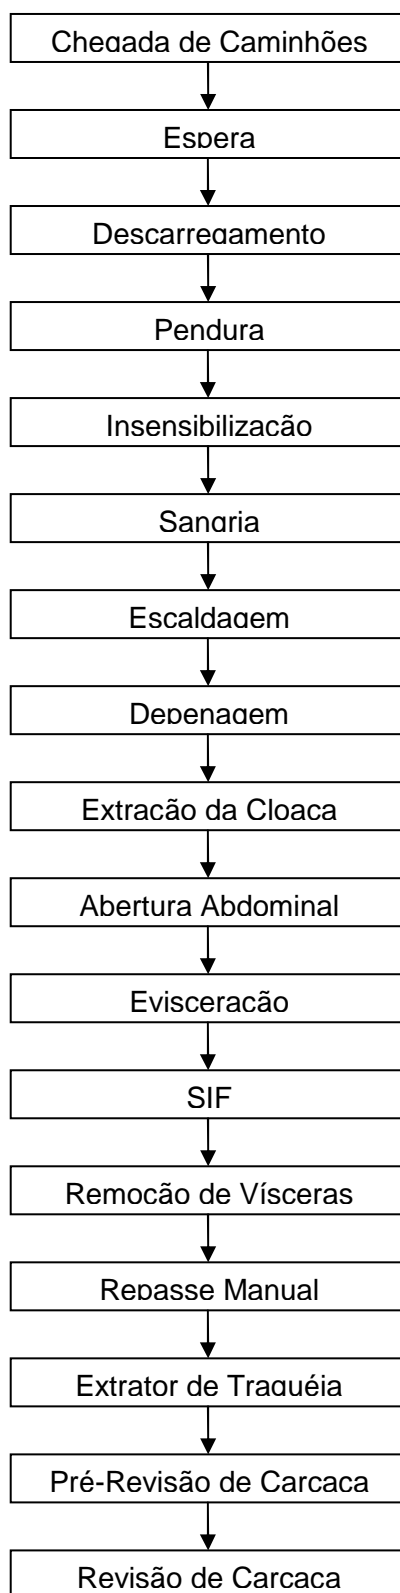 Chegada de Caminhões
Espera
Descarregamento
Pendura
Insensibilização
Sangria
Escaldagem
Depenagem
Extração da Cloaca
Abertura Abdominal
Evisceração
SIF
Remoção de Vísceras
Repasse Manual
Extrator de Traquéia
Pré-Revisão de Carcaça
Revisão de Carcaça